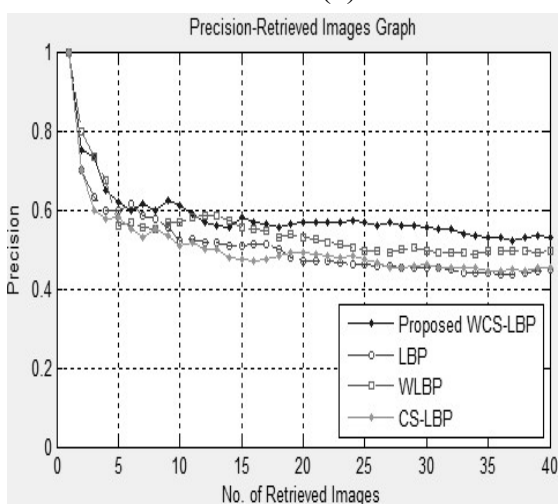 Precision-Retrieved Images Graph
1
0.8
0.6
0.4
0.2
0
Precision
Proposed WCS-LBP
LBP
WLBP
CS-LBP
0 5 10 15 20 25 30 35 40
No. of Retrieved Images